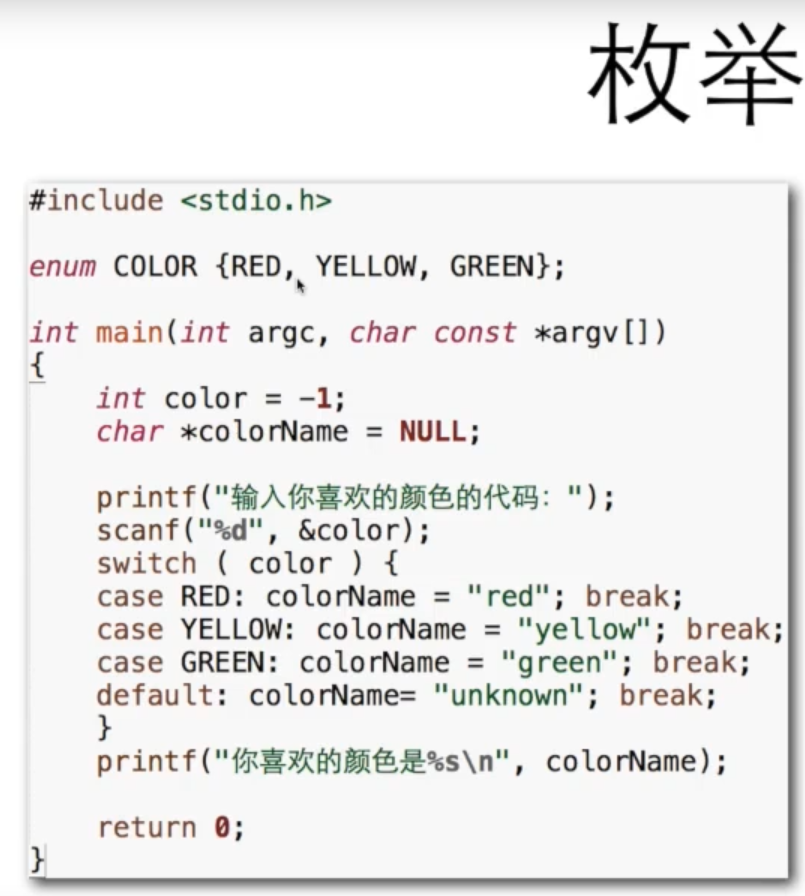 枚举
#include <stdio.h>
enum COLOR {RED, YELLOW, GREEN};
int main(int argc, char const *argv[])
{
int color = -1;
char *colorName = NULL;
printf("输入你喜欢的颜色的代码: ");
scanf("%d", &color);
switch ( color ) {
case RED: colorName = "red"; break;
case YELLOW: colorName = "yellow"; break;
case GREEN: colorName = "green"; break;
default: colorName= "unknown"; break;
}
printf("你喜欢的颜色是%s\n", colorName);
return 0;
}